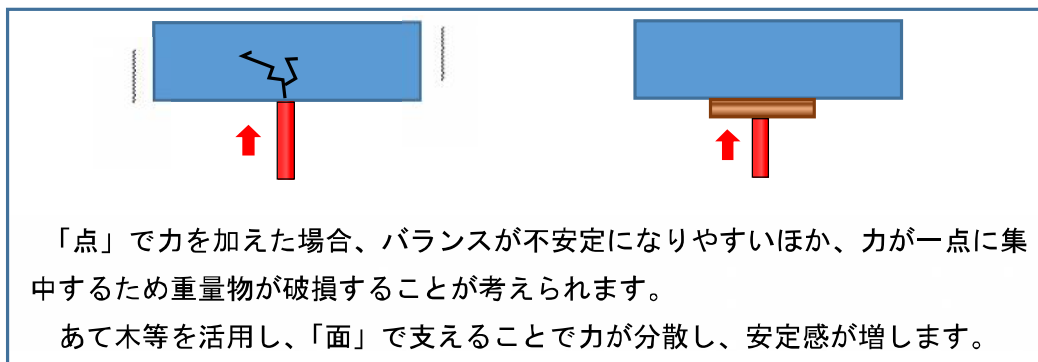 「点」で力を加えた場合、バランスが不安定になりやすいほか、力が一点に集
中するため重量物が破損することが考えられます。
あて木等を活用し、「面」で支えることで力が分散し、安定感が増します。